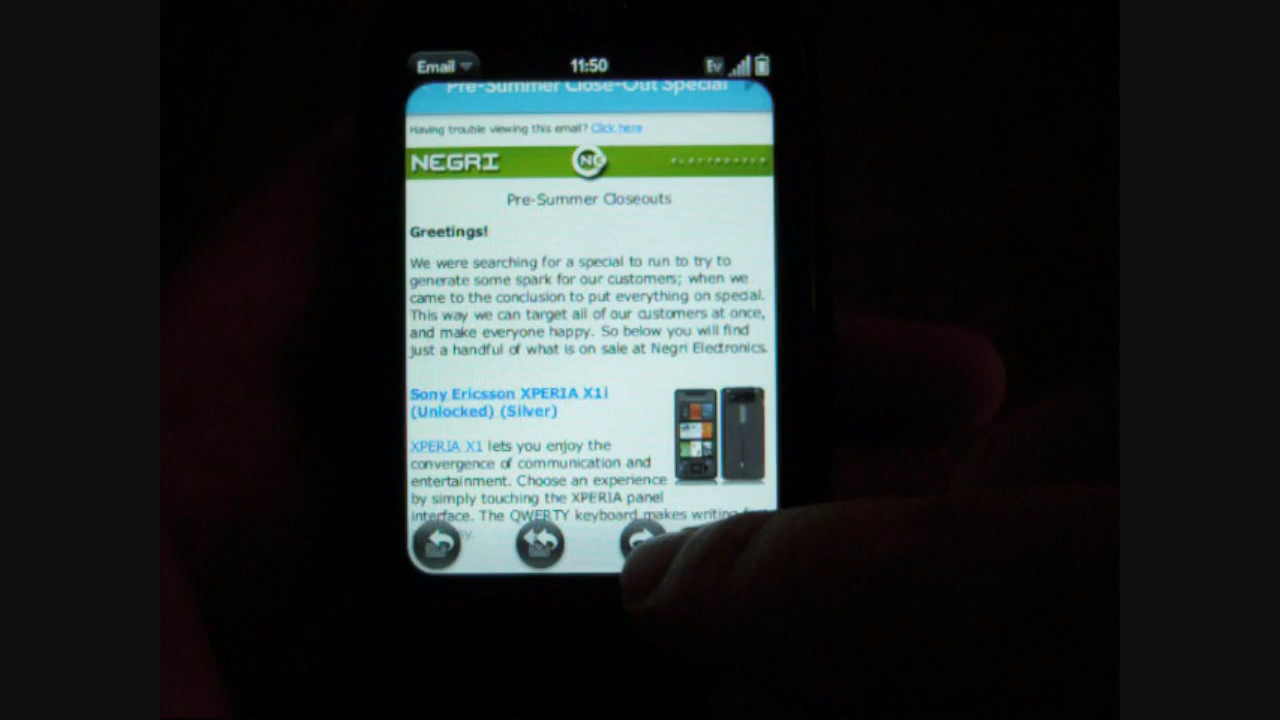 Email 11:50 Ev
Pre-Summer Close-Out Special
Having trouble viewing this email? Click here
NEGRI NE ELECTRONICS
Pre-Summer Closeouts
Greetings!
We were searching for a special to run to try to
generate some spark for our customers; when we
came to the conclusion to put everything on special.
This way we can target all of our customers at once,
and make everyone happy. So below you will find
just a handful of what is on sale at Negri Electronics.
Sony Ericsson XPERIA X1i
(Unlocked) (Silver)
XPERIA X1 lets you enjoy the
convergence of communication and
entertainment. Choose an experience
by simply touching the XPERIA panel
interface. The QWERTY keyboard makes writing